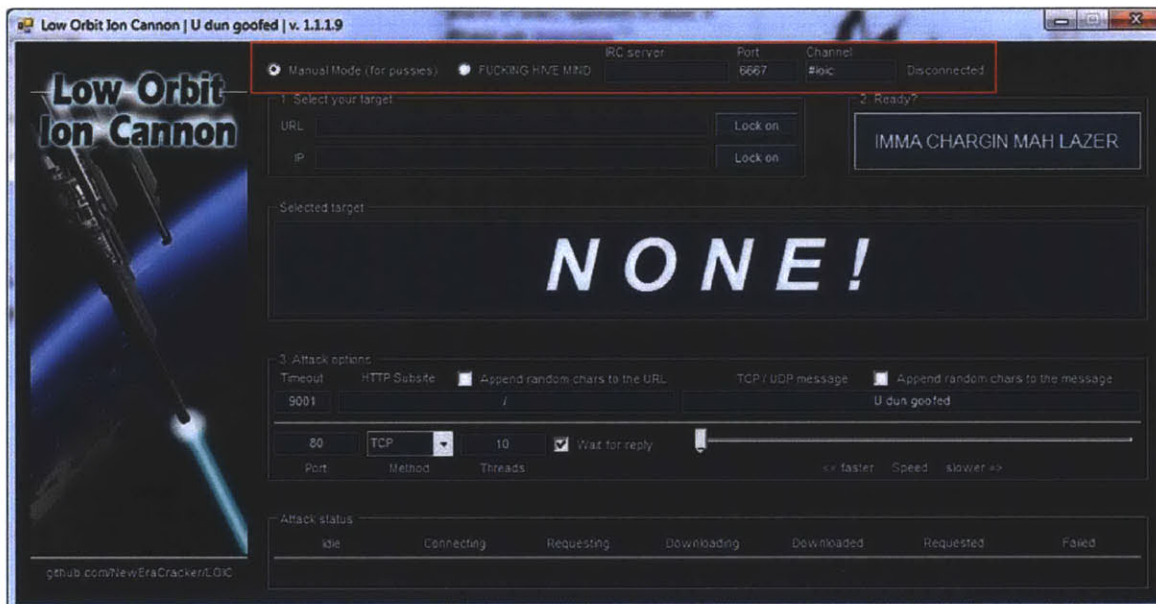 Low Orbit Ion Cannon | U dun goofed | v. 1.1.1.9
Low Orbit
Ion Cannon
IRC server Port Channel
Manual Mode (for pussies) FUCKING HIVE MIND 6667 #loic Disconnected
1. Select your target
URL Lock on
IP Lock on
2. Ready?
IMMA CHARGIN MAH LAZER
Selected target
NONE!
3. Attack options
Timeout HTTP Subsite Append random chars to the URL TCP / UDP message Append random chars to the message
9001 / U dun goofed
80 TCP 10 Wait for reply
Port Method Threads << faster Speed slower =>
Attack status
Idle Connecting Requesting Downloading Downloaded Requested Failed
github.com/NewEraCracker/LOIC